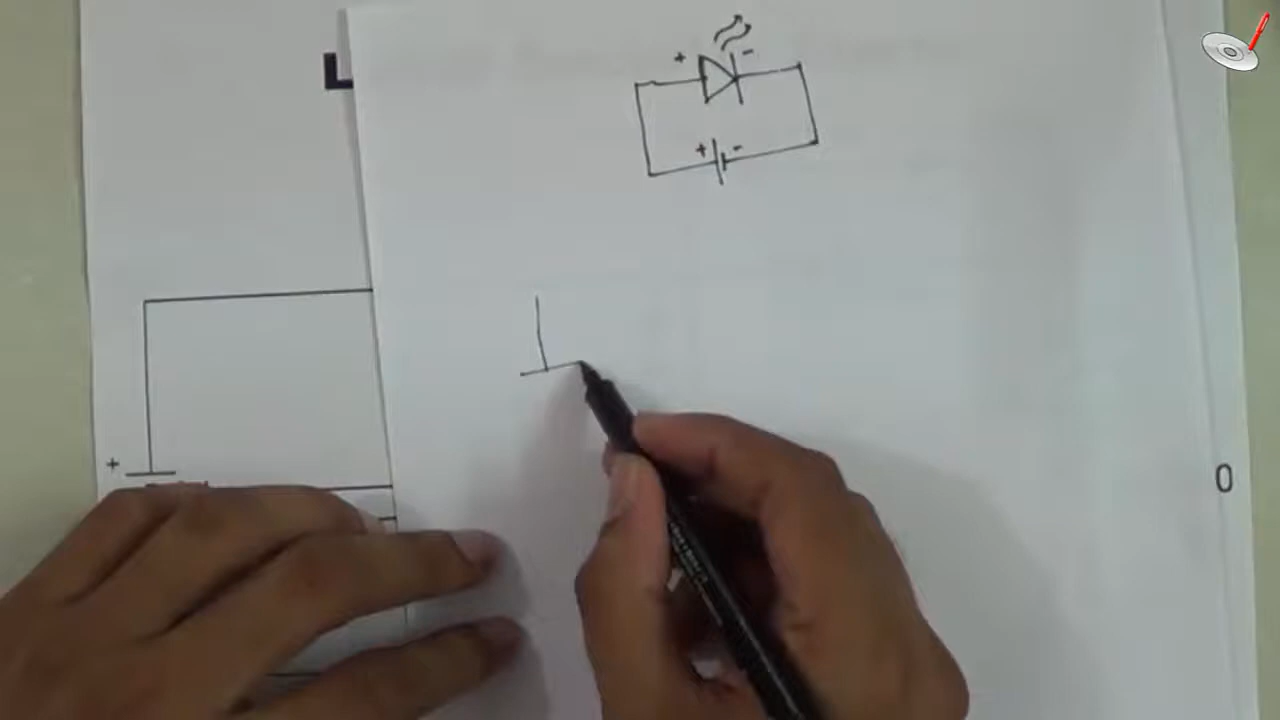 + -
L
+ -
+
0